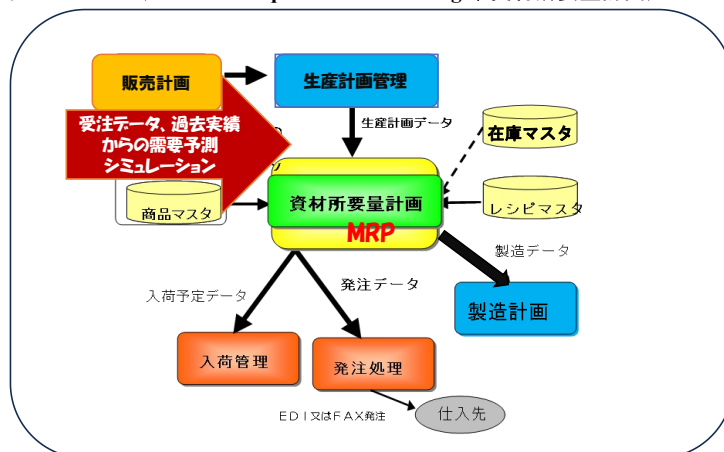 販売計画
生産計画管理
受注データ、過去実績
からの需要予測
シミュレーション
生産計画データ
在庫マスタ
商品マスタ
資材所要量計画
MRP
レシピマスタ
製造データ
入荷予定データ
発注データ
製造計画
入荷管理
発注処理
EDI又はFAX発注
仕入先